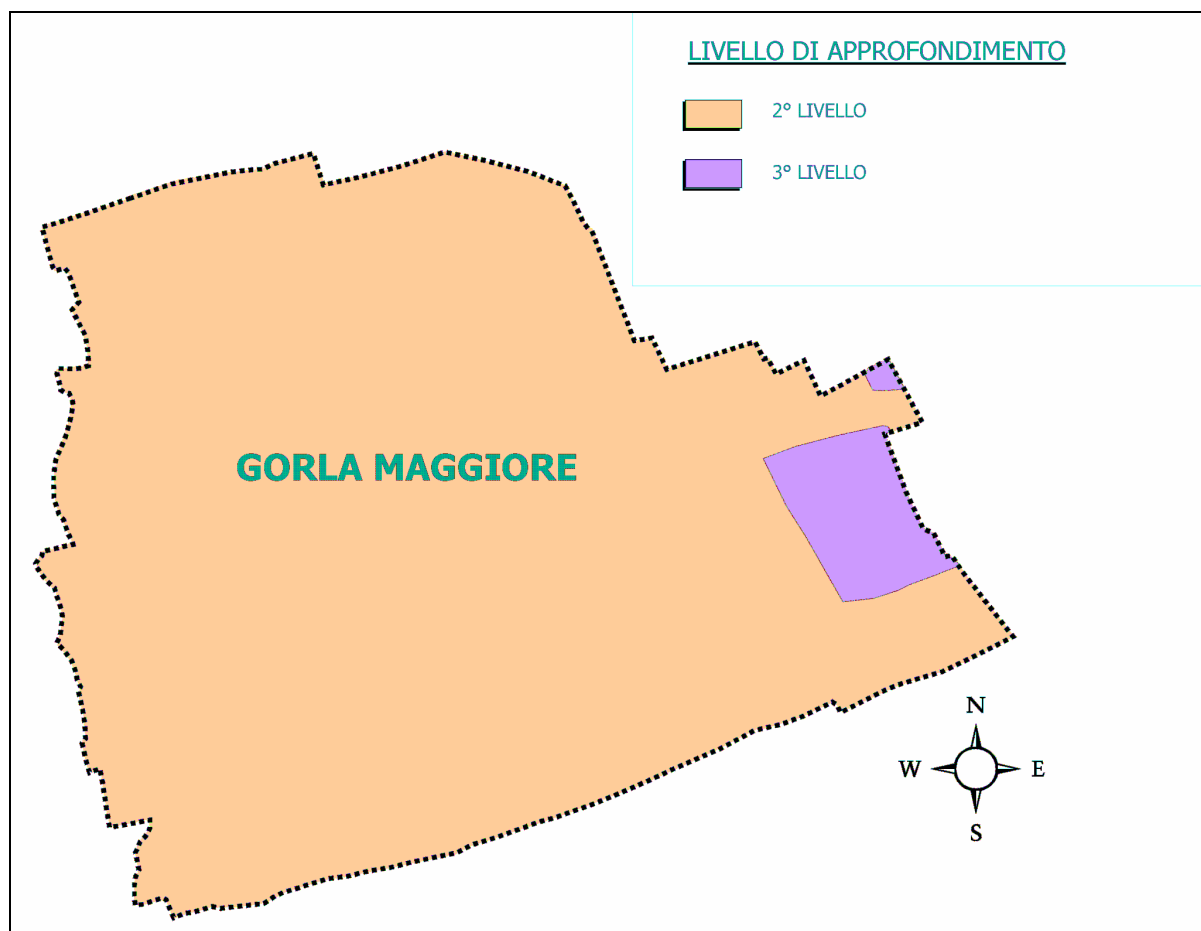 LIVELLO DI APPROFONDIMENTO
2° LIVELLO
3° LIVELLO
GORLA MAGGIORE
N
W E
S